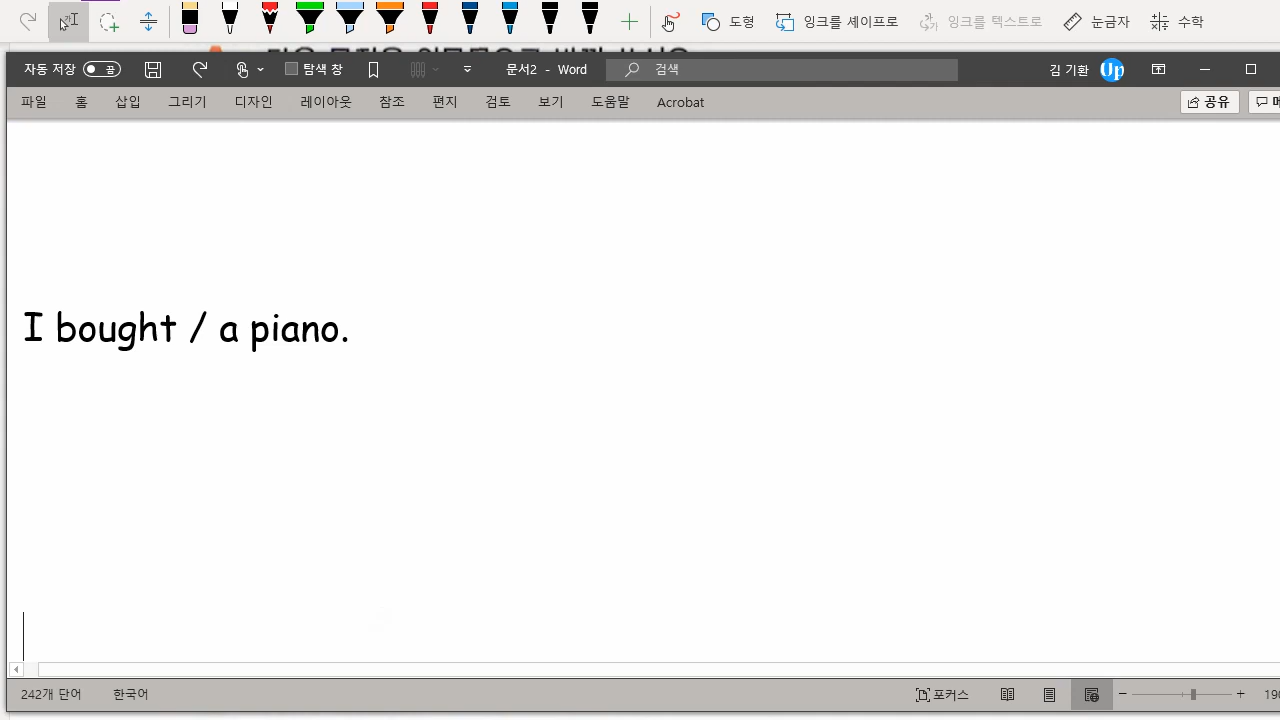 도형
잉크를 셰이프로
잉크를 텍스트로
눈금자
수학
자동 저장
끔
탐색 창
문서2 - Word
검색
김 기환
Up
파일
홈
삽입
그리기
디자인
레이아웃
참조
편지
검토
보기
도움말
Acrobat
공유
I bought / a piano.
242개 단어
한국어
포커스